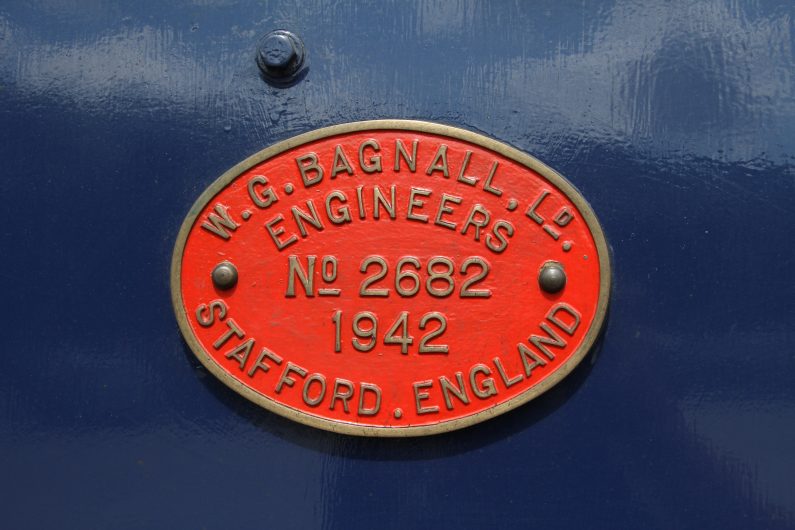 W.G. BAGNALL, LD.
ENGINEERS
NO 2682
1942
STAFFORD. ENGLAND